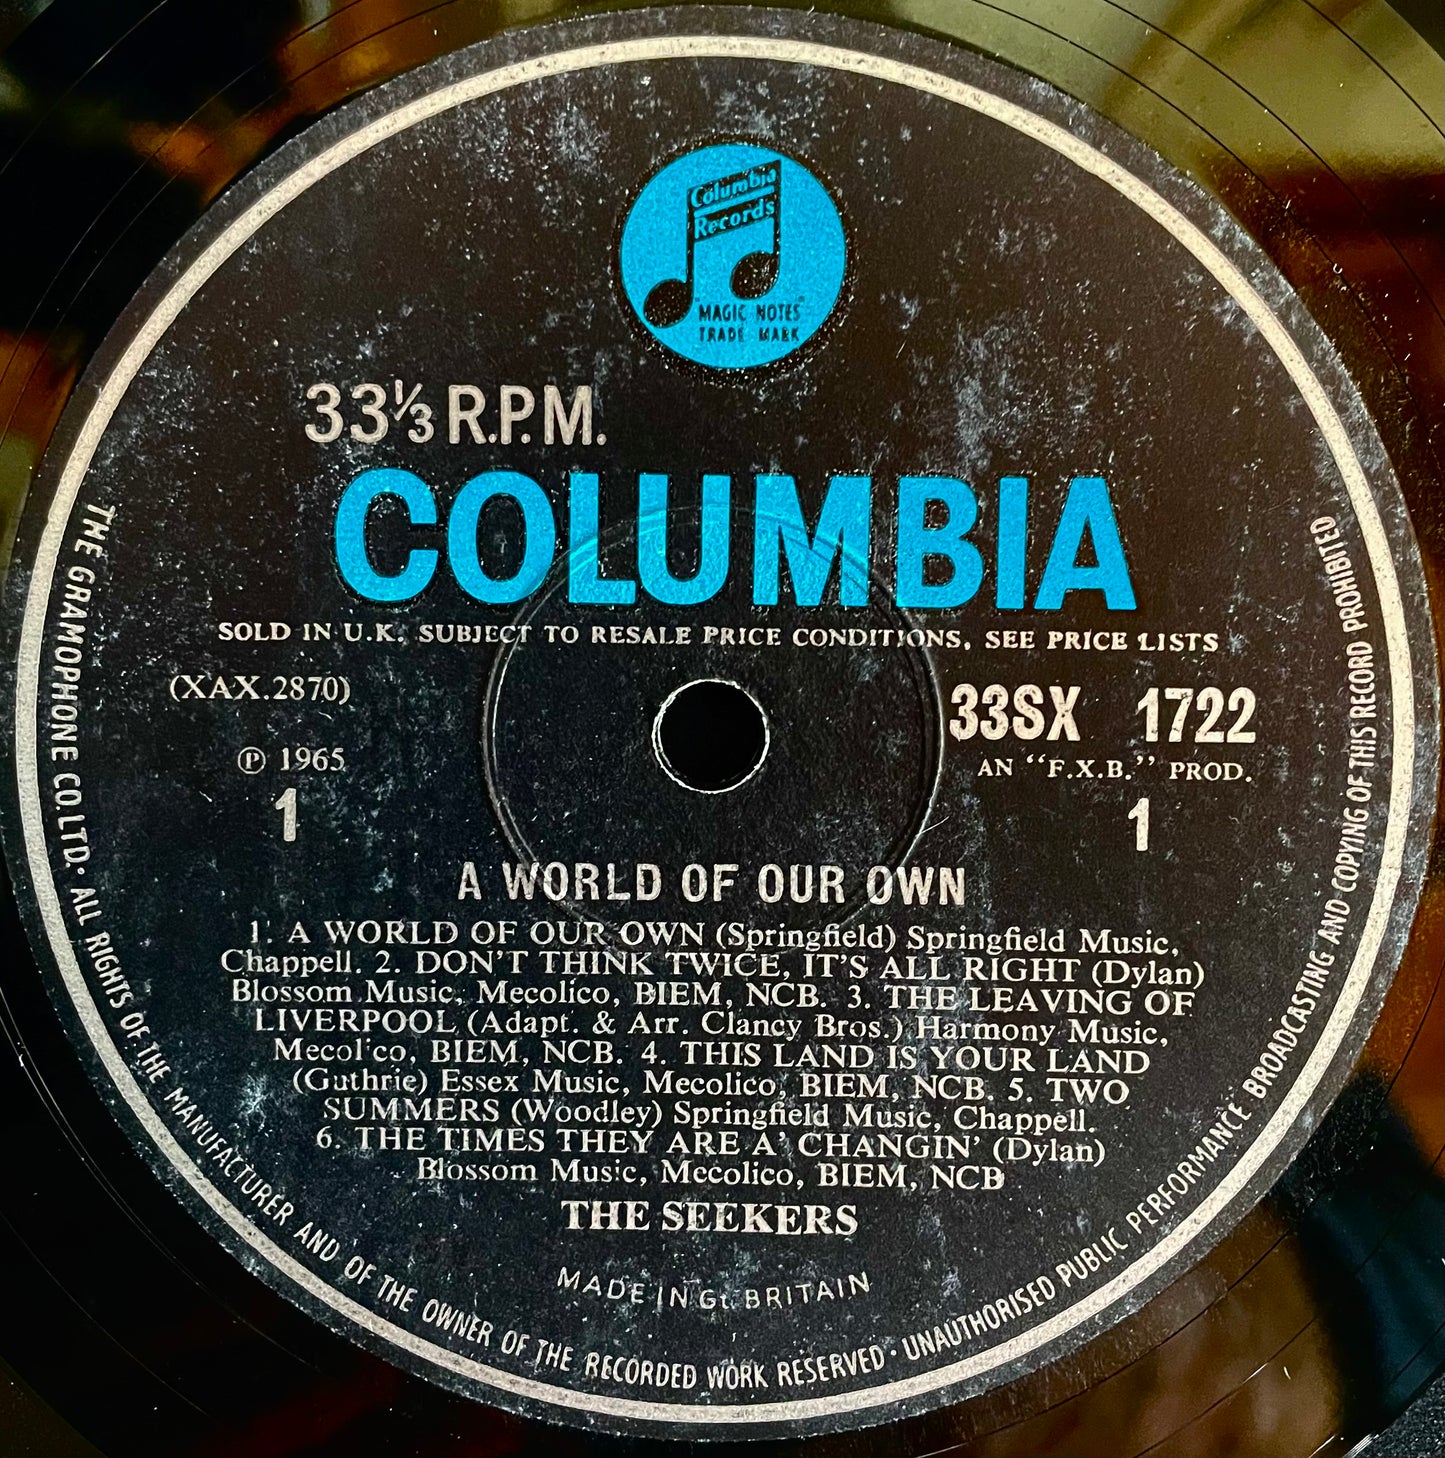 Columbia
Records
"MAGIC NOTES"
TRADE MARK
33⅓ R.P.M.
COLUMBIA
SOLD IN U.K. SUBJECT TO RESALE PRICE CONDITIONS, SEE PRICE LISTS
(XAX.2870)
33SX 1722
℗ 1965
AN "F.X.B." PROD.
1
1
A WORLD OF OUR OWN
1. A WORLD OF OUR OWN (Springfield) Springfield Music,
Chappell. 2. DON'T THINK TWICE, IT'S ALL RIGHT (Dylan)
Blossom Music, Mecolico, BIEM, NCB. 3. THE LEAVING OF
LIVERPOOL (Adapt. & Arr. Clancy Bros.) Harmony Music,
Mecolico, BIEM, NCB. 4. THIS LAND IS YOUR LAND
(Guthrie) Essex Music, Mecolico, BIEM, NCB. 5. TWO
SUMMERS (Woodley) Springfield Music, Chappell.
6. THE TIMES THEY ARE A' CHANGIN' (Dylan)
Blossom Music, Mecolico, BIEM, NCB
THE SEEKERS
MADE IN Gt. BRITAIN
THE GRAMOPHONE CO. LTD. · ALL RIGHTS OF THE MANUFACTURER AND OF THE OWNER OF THE RECORDED WORK RESERVED · UNAUTHORISED PUBLIC PERFORMANCE BROADCASTING AND COPYING OF THIS RECORD PROHIBITED